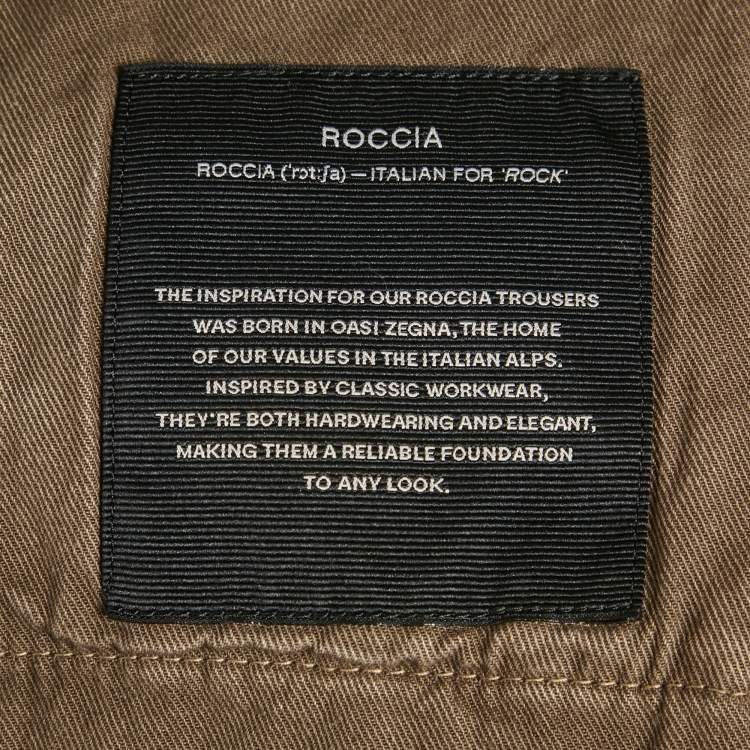 ROCCIA
ROCCIA ('rɔt:ʃa) — ITALIAN FOR 'ROCK'
THE INSPIRATION FOR OUR ROCCIA TROUSERS
WAS BORN IN OASI ZEGNA, THE HOME
OF OUR VALUES IN THE ITALIAN ALPS.
INSPIRED BY CLASSIC WORKWEAR,
THEY'RE BOTH HARDWEARING AND ELEGANT,
MAKING THEM A RELIABLE FOUNDATION
TO ANY LOOK.